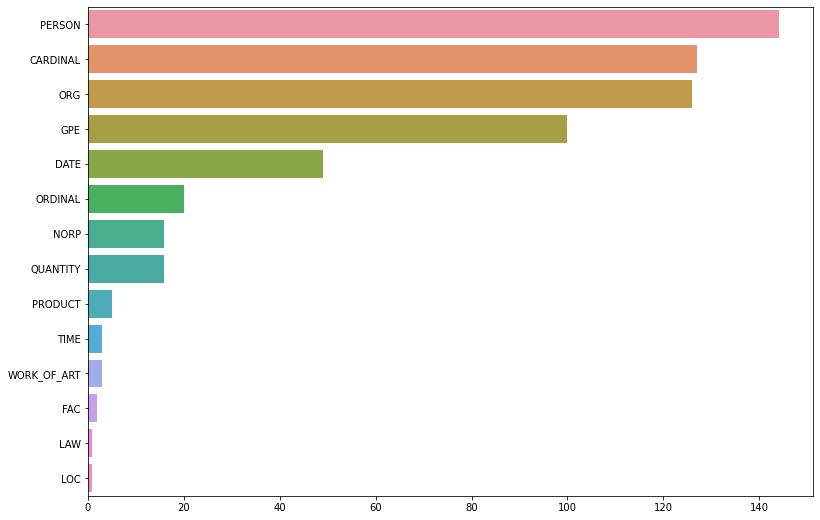 PERSON
CARDINAL
ORG
GPE
DATE
ORDINAL
NORP
QUANTITY
PRODUCT
TIME
WORK_OF_ART
FAC
LAW
LOC
0 20 40 60 80 100 120 140